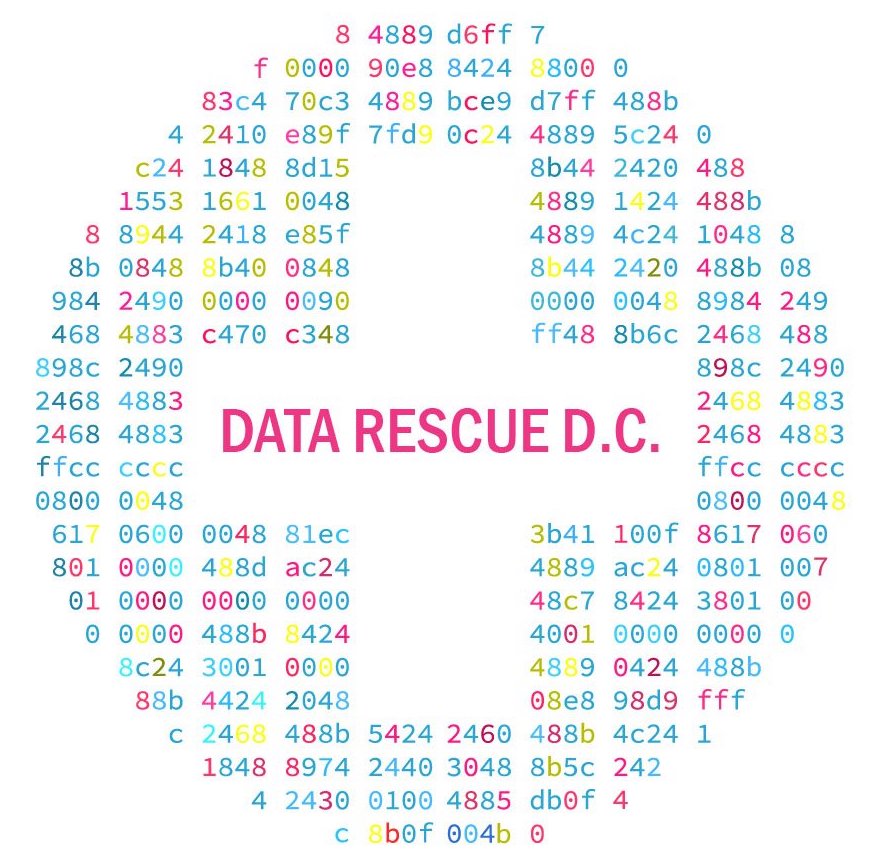 8 4889 d6ff 7
f 0000 90e8 8424 8800 0
83c4 70c3 4889 bce9 d7ff 488b
4 2410 e89f 7fd9 0c24 4889 5c24 0
c24 1848 8d15 8b44 2420 488
1553 1661 0048 4889 1424 488b
8 8944 2418 e85f 4889 4c24 1048 8
8b 0848 8b40 0848 8b44 2420 488b 08
984 2490 0000 0090 0000 0048 8984 249
468 4883 c470 c348 ff48 8b6c 2468 488
898c 2490 898c 2490
2468 4883 2468 4883
DATA RESCUE D.C.
2468 4883 2468 4883
ffcc cccc ffcc cccc
0800 0048 0800 0048
617 0600 0048 81ec 3b41 100f 8617 060
801 0000 488d ac24 4889 ac24 0801 007
01 0000 0000 0000 48c7 8424 3801 00
0 0000 488b 8424 4001 0000 0000 0
8c24 3001 0000 4889 0424 488b
88b 4424 2048 08e8 98d9 fff
c 2468 488b 5424 2460 488b 4c24 1
1848 8974 2440 3048 8b5c 242
4 2430 0100 4885 db0f 4
c 8b0f 004b 0